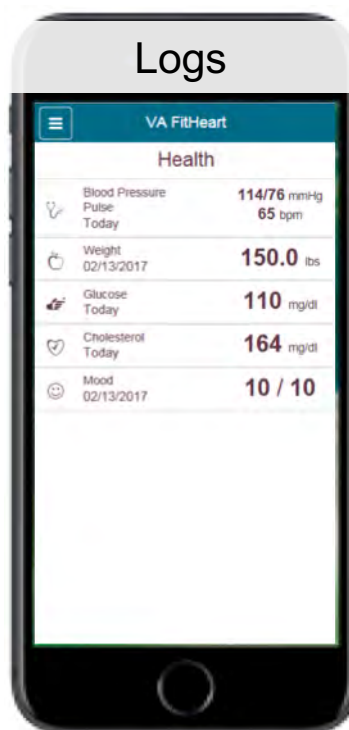 Logs
VA FitHeart
Health
Blood Pressure
Pulse
Today
114/76 mmHg
65 bpm
Weight
02/13/2017
150.0 lbs
Glucose
Today
110 mg/dl
Cholesterol
Today
164 mg/dl
Mood
02/13/2017
10 / 10